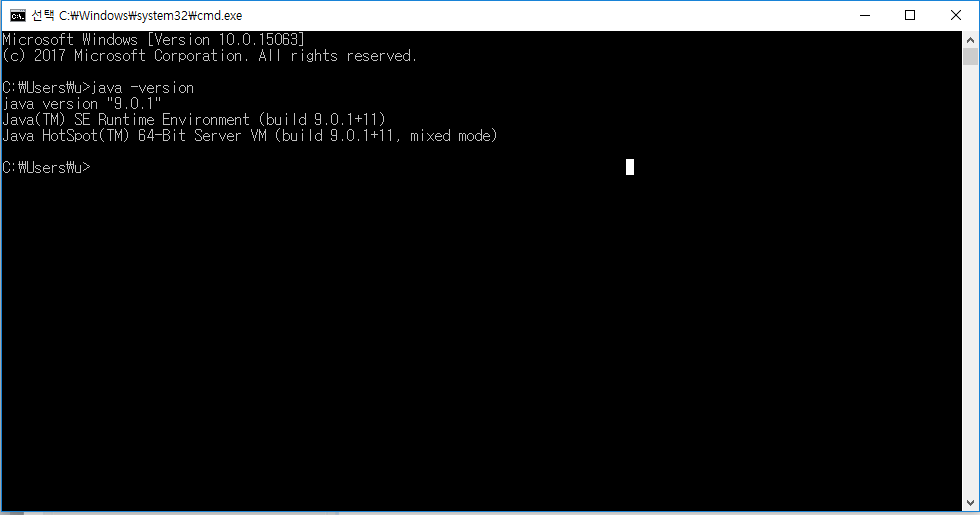 선택 C:₩Windows₩system32₩cmd.exe
Microsoft Windows [Version 10.0.15063]
(c) 2017 Microsoft Corporation. All rights reserved.
C:₩Users₩u>java -version
java version "9.0.1"
Java(TM) SE Runtime Environment (build 9.0.1+11)
Java HotSpot(TM) 64-Bit Server VM (build 9.0.1+11, mixed mode)
C:₩Users₩u>